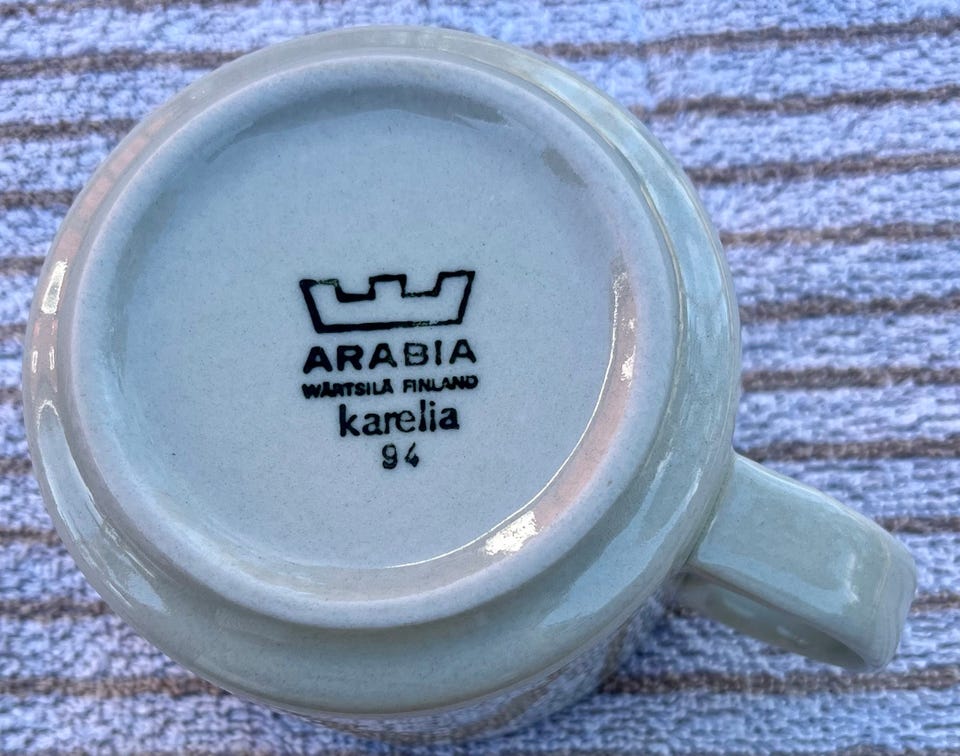 ARABIA
WÄRTSILÄ FINLAND
karelia
94